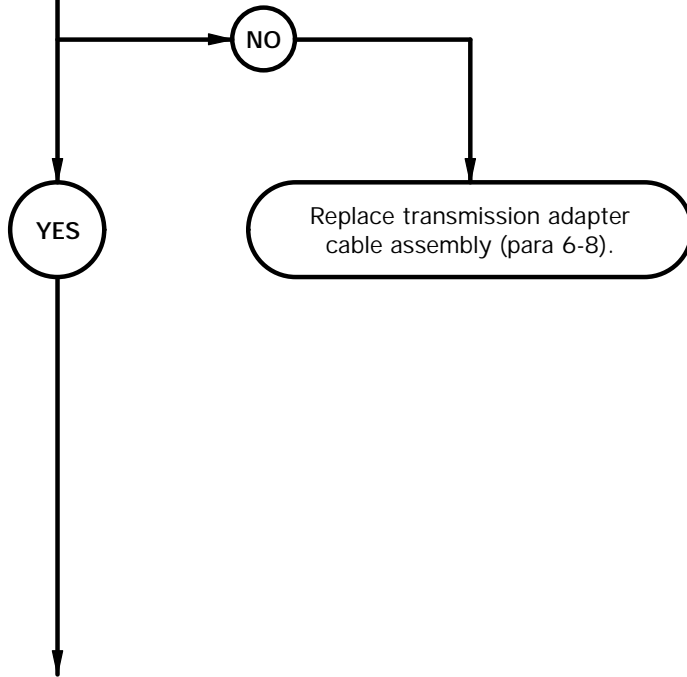 NO
YES
Replace transmission adapter
cable assembly (para 6-8).